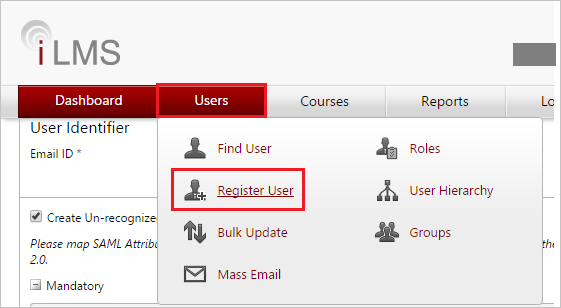 iLMS
Dashboard Users Courses Reports Lo
User Identifier
Email ID *
Find User Roles
Register User User Hierarchy
Bulk Update Groups
Mass Email
Create Un-recognized
Please map SAML Attribu the
2.0.
Mandatory